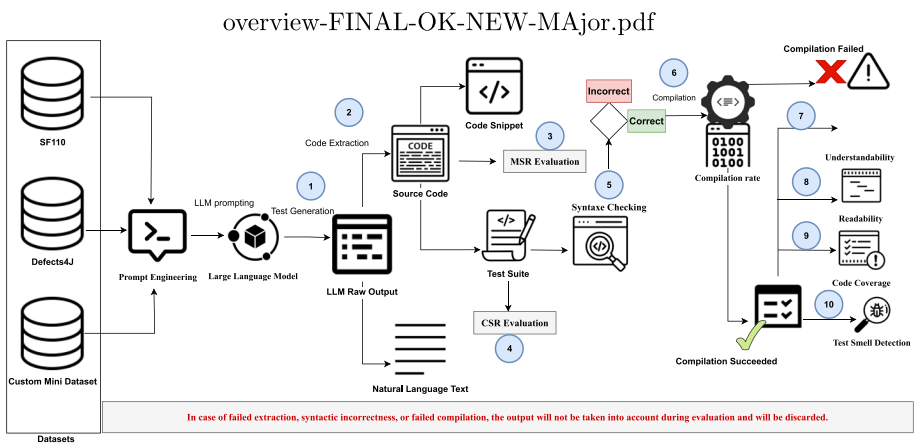 overview-FINAL-OK-NEW-MAjor.pdf
SF110
Defects4J
Custom Mini Dataset
Datasets
Prompt Engineering
LLM prompting
Large Language Model
1
Test Generation
LLM Raw Output
2
Code Extraction
CODE
Source Code
</>
Code Snippet
3
MSR Evaluation
</>
Test Suite
CSR Evaluation
4
Natural Language Text
5
Syntaxe Checking
</>
Incorrect
Correct
6
Compilation
0100
1001
0100
Compilation rate
Compilation Failed
7
Understandability
8
Readability
9
Code Coverage
10
Test Smell Detection
Compilation Succeeded
In case of failed extraction, syntactic incorrectness, or failed compilation, the output will not be taken into account during evaluation and will be discarded.